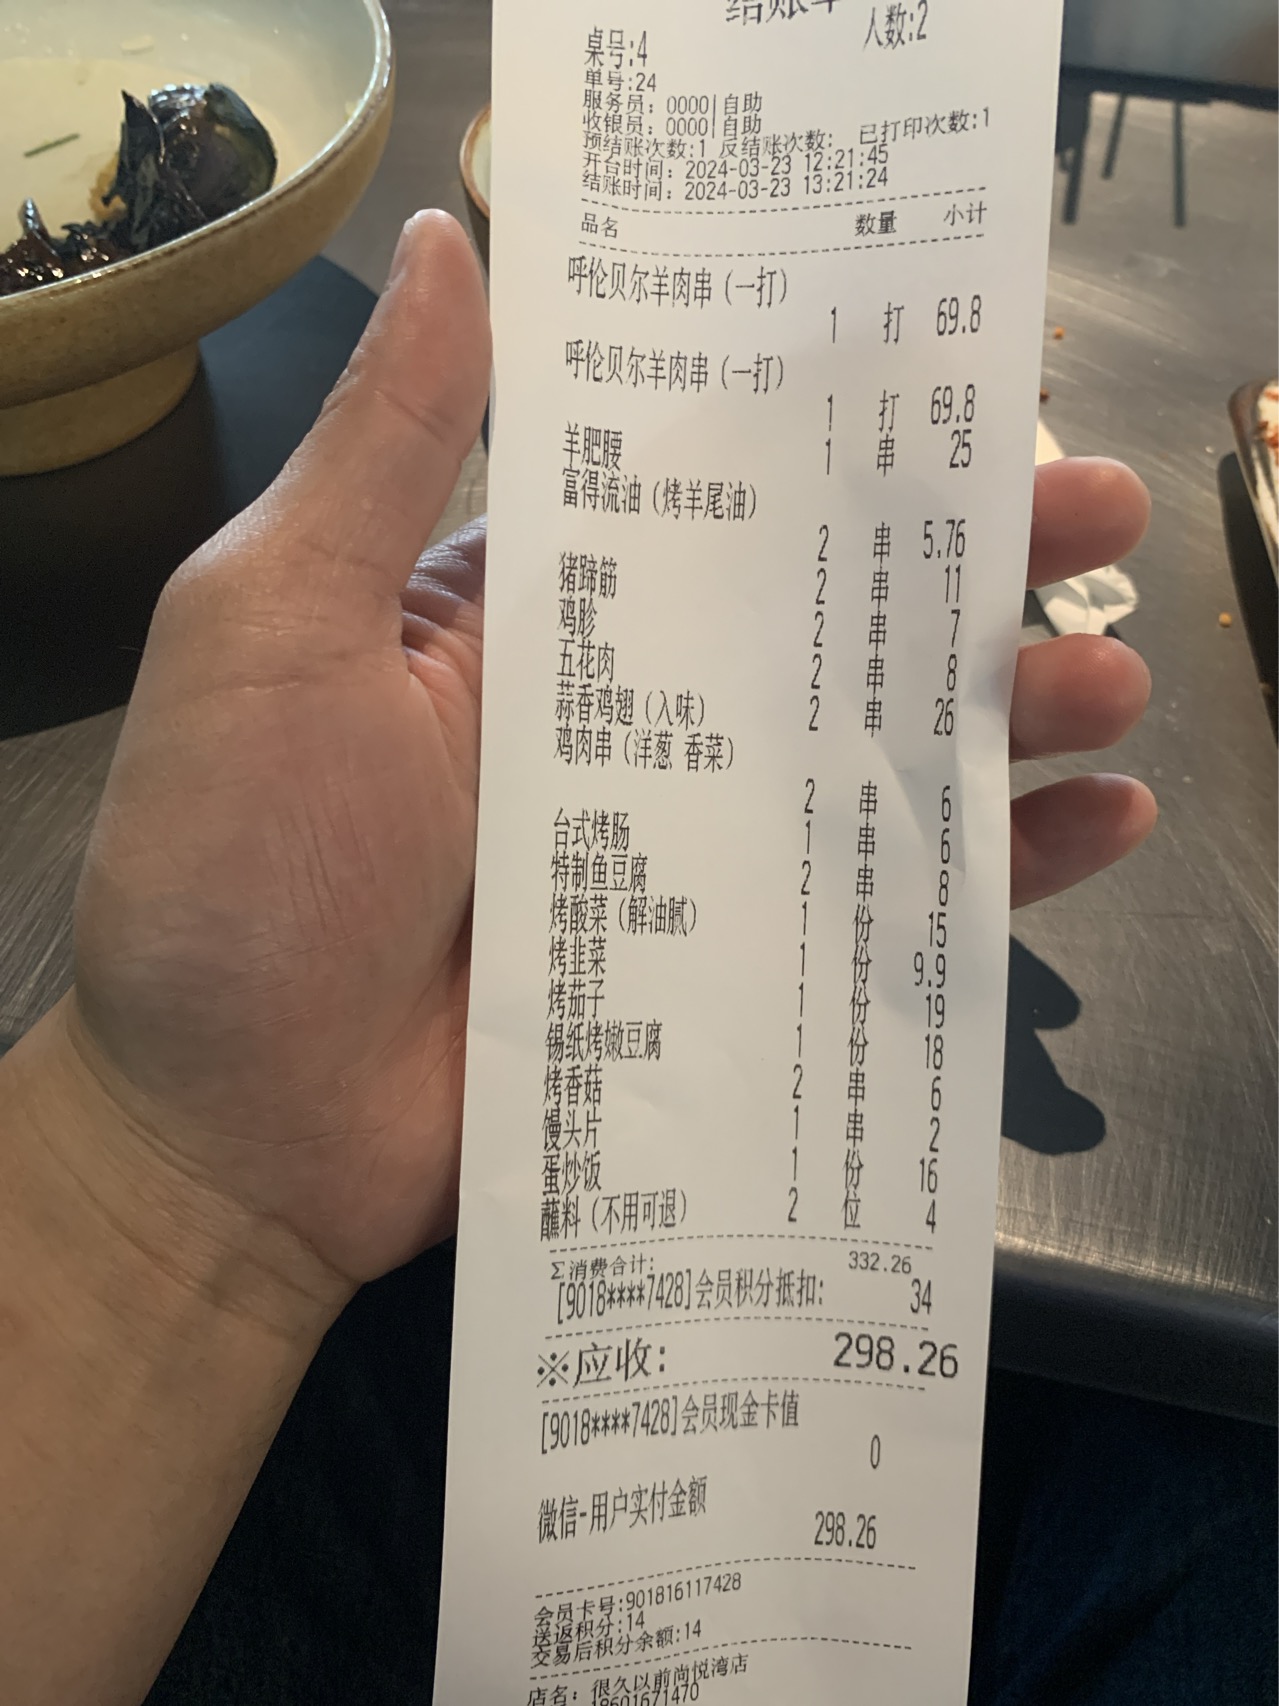 结账单
人数:2
桌号:4
单号:24
服务员: 0000|自助
收银员: 0000|自助
预结账次数:1 反结账次数: 已打印次数:1
开台时间: 2024-03-23 12:21:45
结账时间: 2024-03-23 13:21:24
品名 数量 小计
呼伦贝尔羊肉串(一打)
1 打 69.8
呼伦贝尔羊肉串(一打)
1 打 69.8
羊肥腰 1 串 25
富得流油(烤羊尾油)
2 串 5.76
猪蹄筋 2 串 11
鸡胗 2 串 7
五花肉 2 串 8
蒜香鸡翅(入味) 2 串 26
鸡肉串(洋葱 香菜)
2 串 6
台式烤肠 1 串 6
特制鱼豆腐 2 串 8
烤酸菜(解油腻) 1 份 15
烤韭菜 1 份 9.9
烤茄子 1 份 19
锡纸烤嫩豆腐 1 份 18
烤香菇 2 串 6
馒头片 1 串 2
蛋炒饭 1 份 16
蘸料(不用可退) 2 位 4
Σ消费合计: 332.26
[9018****7428]会员积分抵扣: 34
※应收: 298.26
[9018****7428]会员现金卡值
0
微信-用户实付金额
298.26
会员卡号:901816117428
送返积分:14
交易后积分余额:14
店名: 很久以前尚悦湾店
18601671470